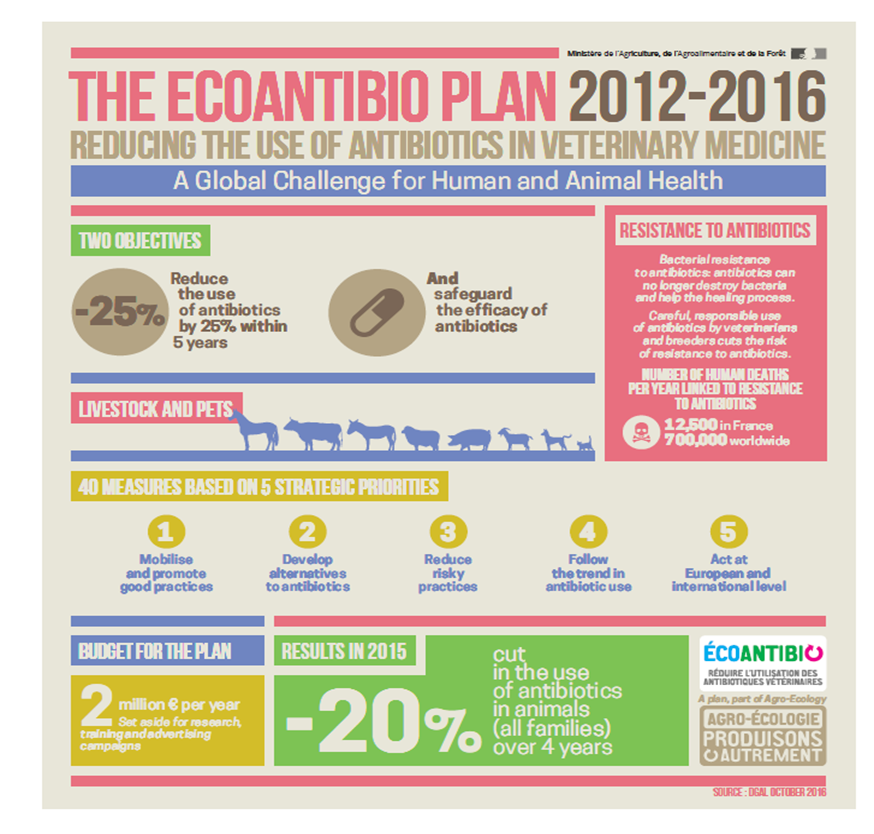 Ministère de l'Agriculture, de l'Agroalimentaire et de la Forêt
THE ECOANTIBIO PLAN 2012-2016
REDUCING THE USE OF ANTIBIOTICS IN VETERINARY MEDICINE
A Global Challenge for Human and Animal Health
TWO OBJECTIVES
-25%
Reduce
the use
of antibiotics
by 25% within
5 years
And
safeguard
the efficacy of
antibiotics
RESISTANCE TO ANTIBIOTICS
Bacterial resistance
to antibiotics: antibiotics can
no longer destroy bacteria
and help the healing process.
Careful, responsible use
of antibiotics by veterinarians
and breeders cuts the risk
of resistance to antibiotics.
NUMBER OF HUMAN DEATHS
PER YEAR LINKED TO RESISTANCE
TO ANTIBIOTICS
12,500 in France
700,000 worldwide
LIVESTOCK AND PETS
40 MEASURES BASED ON 5 STRATEGIC PRIORITIES
1
Mobilise
and promote
good practices
2
Develop
alternatives
to antibiotics
3
Reduce
risky
practices
4
Follow
the trend in
antibiotic use
5
Act at
European and
international level
BUDGET FOR THE PLAN
2 million € per year
Set aside for research,
training and advertising
campaigns
RESULTS IN 2015
-20%
cut
in the use
of antibiotics
in animals
(all families)
over 4 years
ÉCOANTIBIO
RÉDUIRE L'UTILISATION DES
ANTIBIOTIQUES VÉTÉRINAIRES
A plan, part of Agro-Ecology
AGRO-ÉCOLOGIE
PRODUISONS
AUTREMENT
SOURCE : DGAL OCTOBER 2016